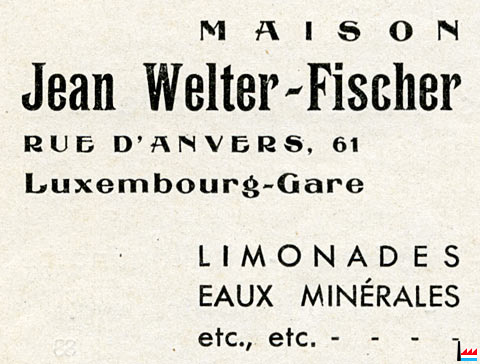 MAISON
Jean Welter-Fischer
RUE D'ANVERS, 61
Luxembourg-Gare
LIMONADES
EAUX MINÉRALES
etc., etc. - - - -